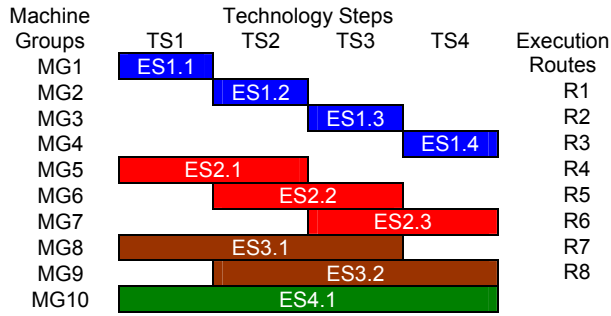 Machine Technology Steps
Groups TS1 TS2 TS3 TS4 Execution
MG1 ES1.1 Routes
MG2 ES1.2 R1
MG3 ES1.3 R2
MG4 ES1.4 R3
MG5 ES2.1 R4
MG6 ES2.2 R5
MG7 ES2.3 R6
MG8 ES3.1 R7
MG9 ES3.2 R8
MG10 ES4.1